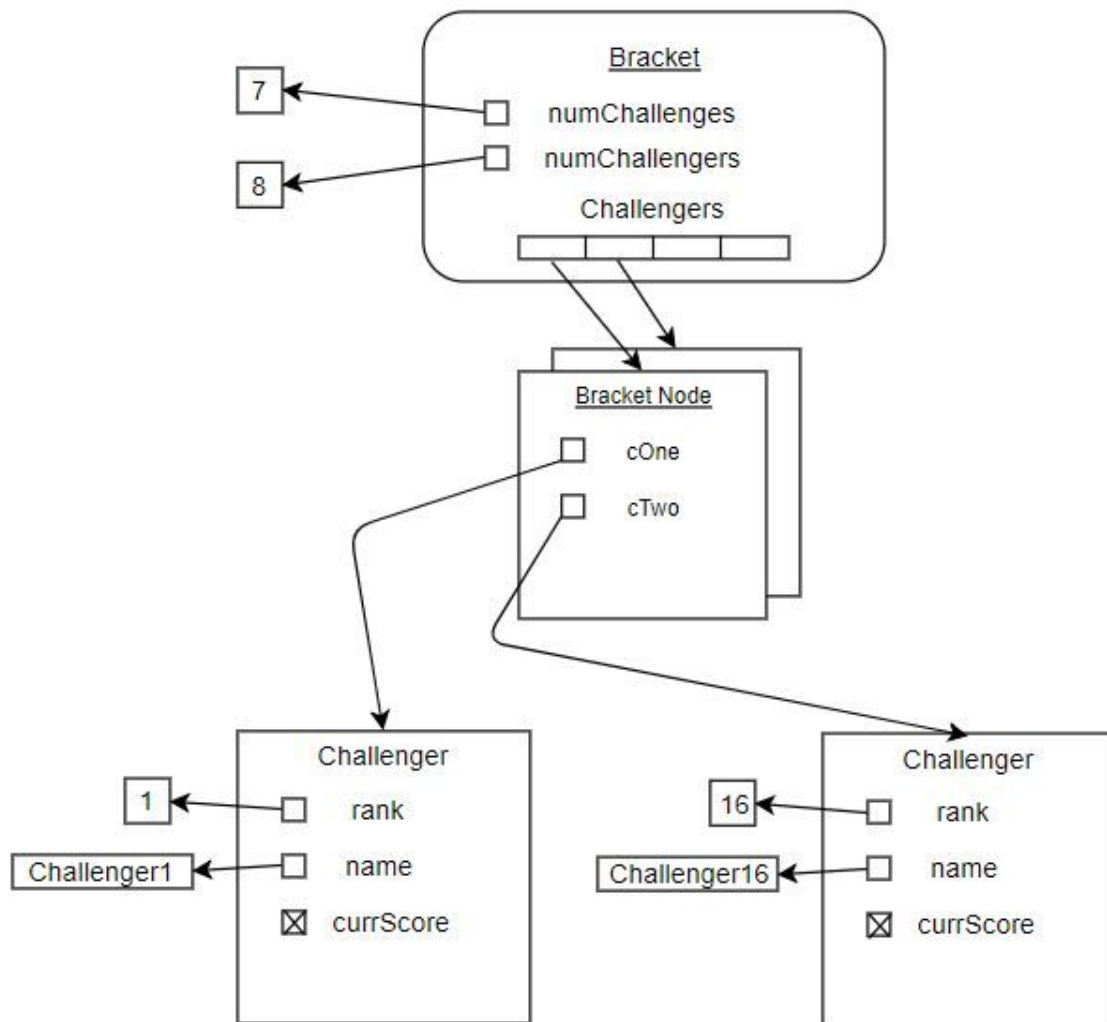 Bracket
7
numChallenges
8
numChallengers
Challengers
Bracket Node
cOne
cTwo
Challenger
1
rank
Challenger1
name
currScore
Challenger
16
rank
Challenger16
name
currScore